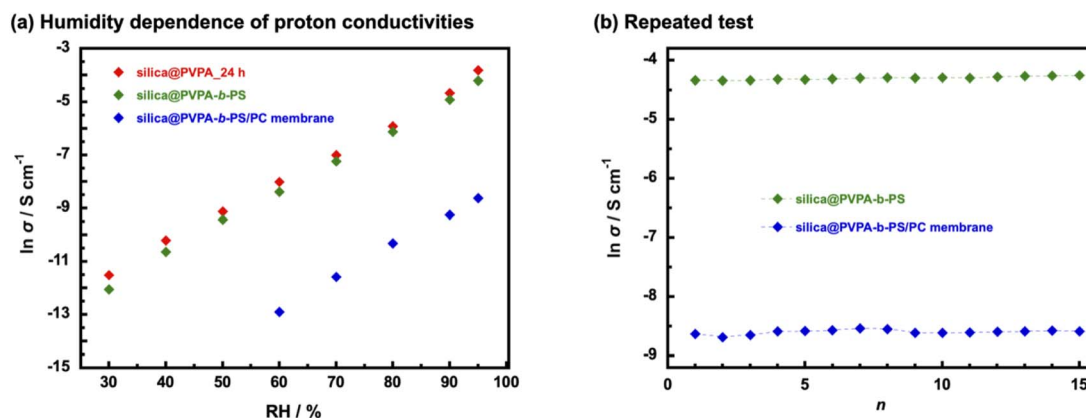 (a) Humidity dependence of proton conductivities
-3
-5
-7
-9
-11
-13
-15
ln σ / S cm⁻¹
silica@PVPA_24 h
silica@PVPA-b-PS
silica@PVPA-b-PS/PC membrane
30 40 50 60 70 80 90 100
RH / %
(b) Repeated test
-4
-5
-6
-7
-8
-9
ln σ / S cm⁻¹
silica@PVPA-b-PS
silica@PVPA-b-PS/PC membrane
0 5 10 15
n